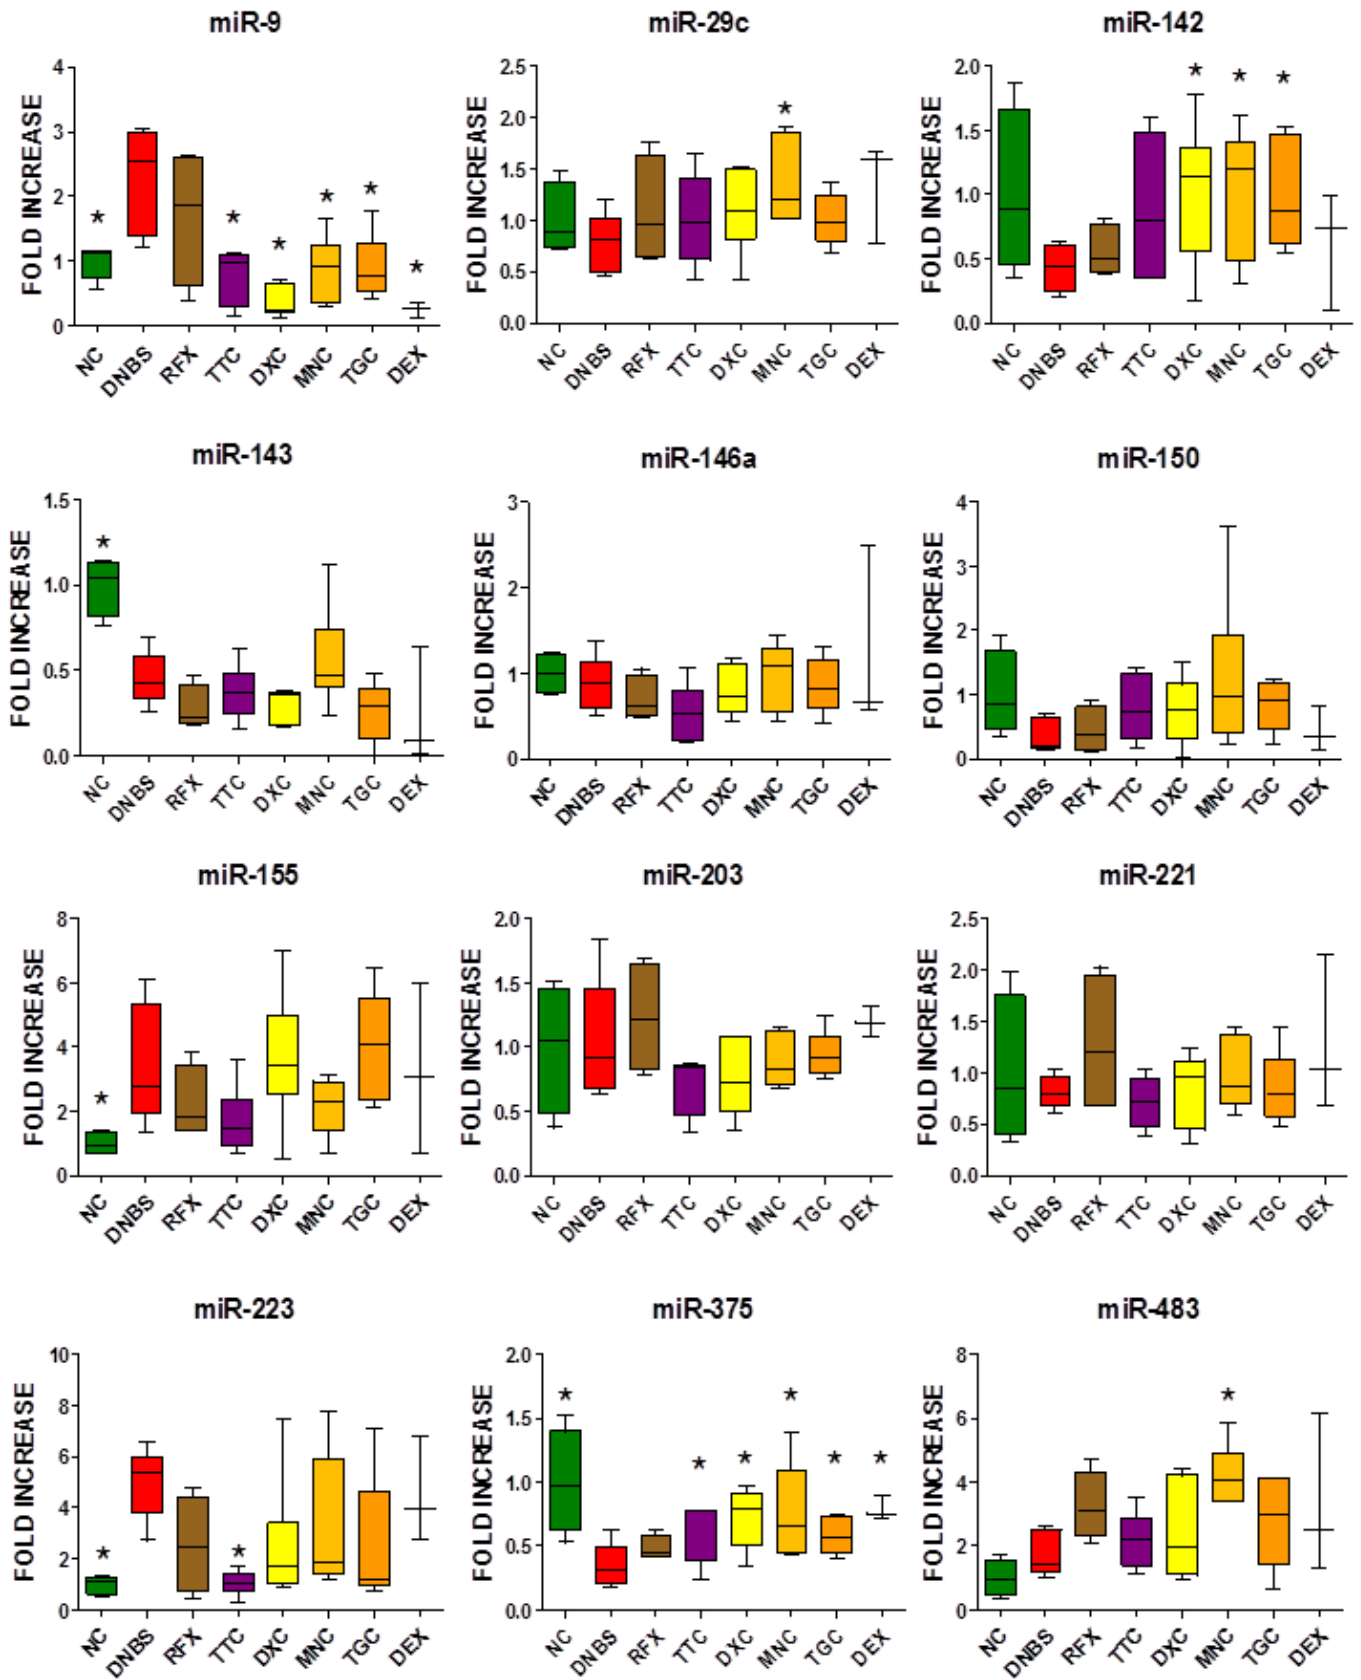 miR-9
miR-29c
miR-142
FOLD INCREASE
4
3
2
1
0
* * * * * *
NC DNBS RFX TTC DXC MNC TGC DEX
FOLD INCREASE
2.5
2.0
1.5
1.0
0.5
0.0
*
NC DNBS RFX TTC DXC MNC TGC DEX
FOLD INCREASE
2.0
1.5
1.0
0.5
0.0
* * *
NC DNBS RFX TTC DXC MNC TGC DEX
miR-143
miR-146a
miR-150
FOLD INCREASE
1.5
1.0
0.5
0.0
*
NC DNBS RFX TTC DXC MNC TGC DEX
FOLD INCREASE
3
2
1
0
NC DNBS RFX TTC DXC MNC TGC DEX
FOLD INCREASE
4
3
2
1
0
NC DNBS RFX TTC DXC MNC TGC DEX
miR-155
miR-203
miR-221
FOLD INCREASE
8
6
4
2
0
*
NC DNBS RFX TTC DXC MNC TGC DEX
FOLD INCREASE
2.0
1.5
1.0
0.5
0.0
NC DNBS RFX TTC DXC MNC TGC DEX
FOLD INCREASE
2.5
2.0
1.5
1.0
0.5
0.0
NC DNBS RFX TTC DXC MNC TGC DEX
miR-223
miR-375
miR-483
FOLD INCREASE
10
8
6
4
2
0
* *
NC DNBS RFX TTC DXC MNC TGC DEX
FOLD INCREASE
2.0
1.5
1.0
0.5
0.0
* * * * * *
NC DNBS RFX TTC DXC MNC TGC DEX
FOLD INCREASE
8
6
4
2
0
*
NC DNBS RFX TTC DXC MNC TGC DEX